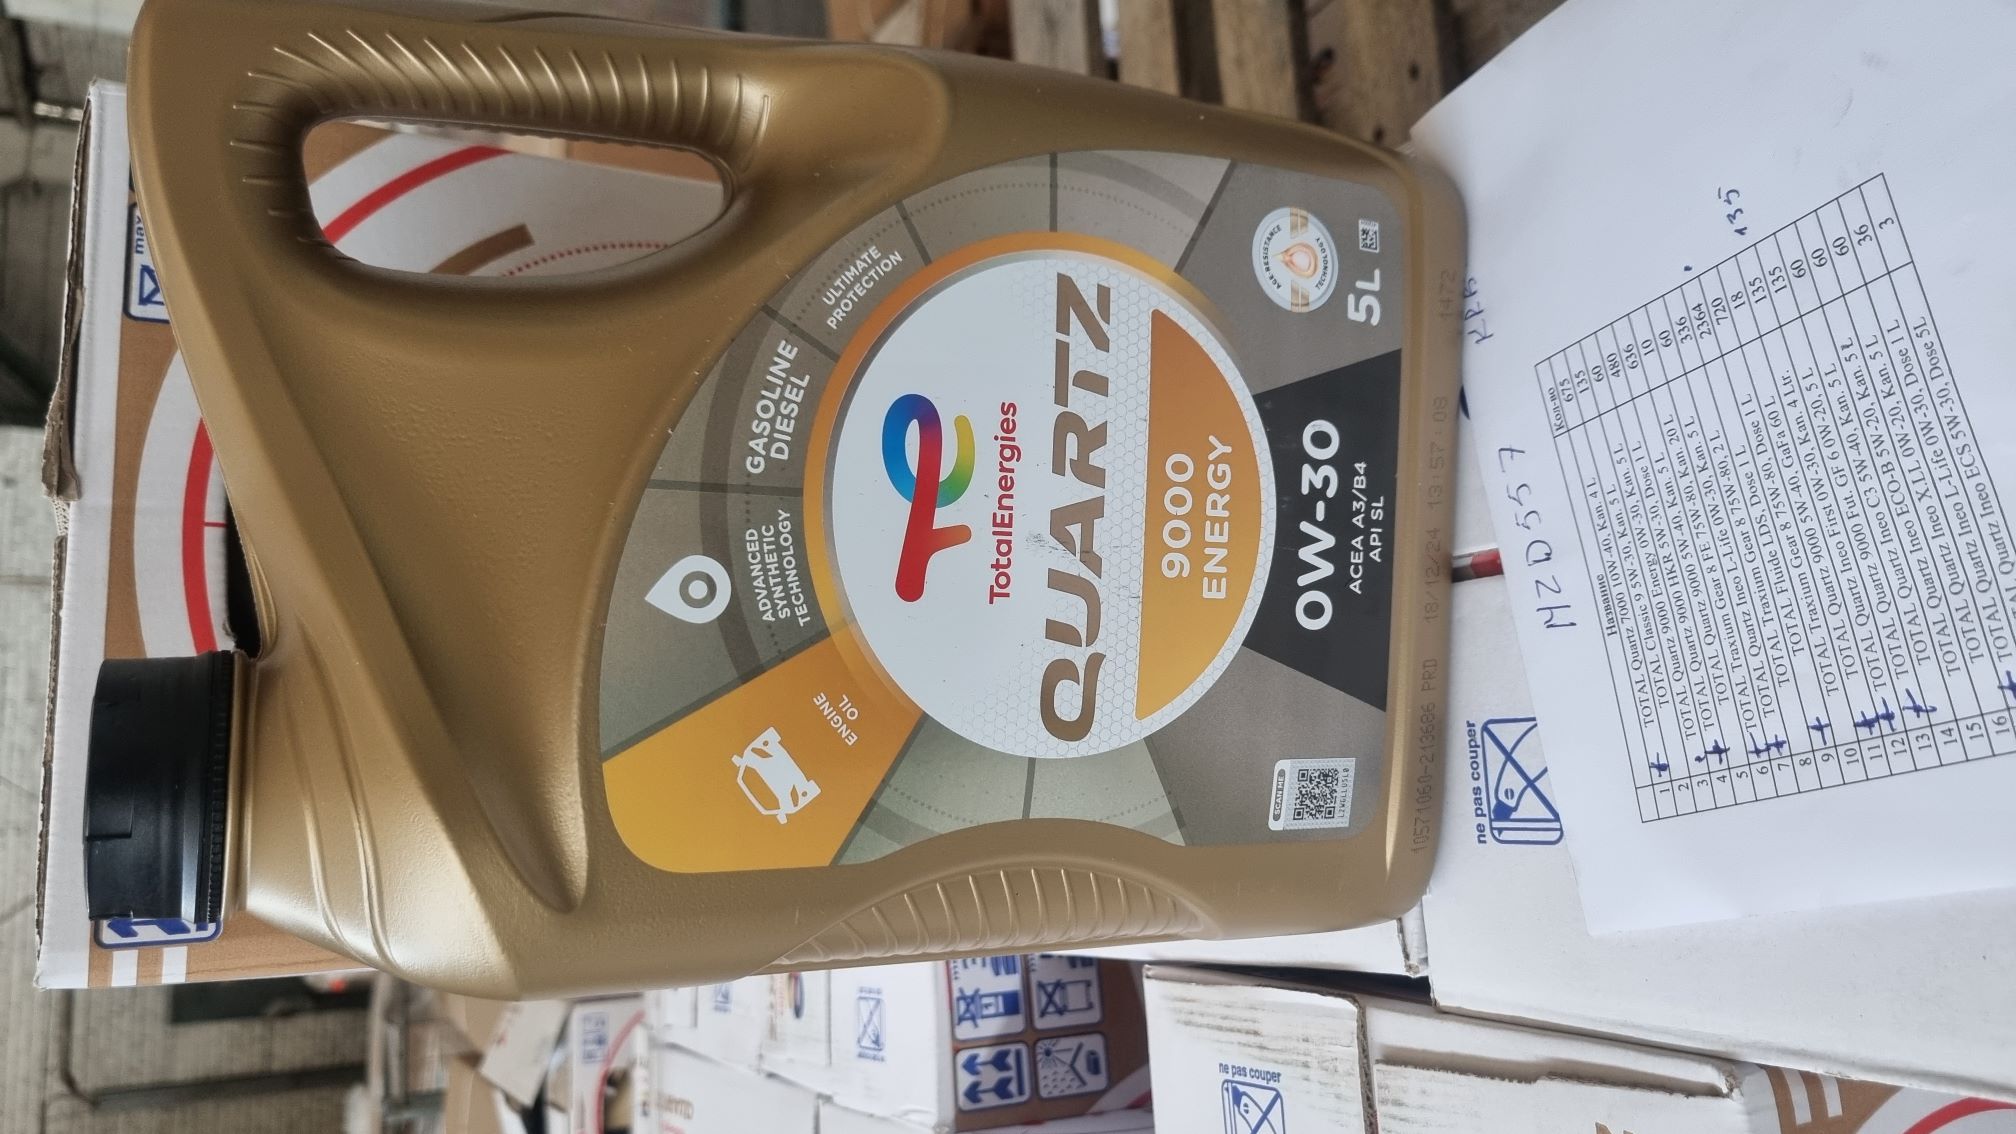 max
ADVANCED
SYNTHETIC
TECHNOLOGY
GASOLINE
DIESEL
ULTIMATE
PROTECTION
ENGINE
OIL
TotalEnergies
QUARTZ
9000
ENERGY
SCAN ME
0W-30
ACEA A3/B4
API SL
AGE-RESISTANCE
TECHNOLOGY
5L
10571060-213686 PRD 18/12/24 13:57:08 1472
ne pas couper
ne pas couper
KRB
MZD557
Название Кол-во
1 TOTAL Quartz 7000 10W-40, Kan. 4 L 675
2 TOTAL Classic 9 5W-30, Kan. 5 L 135
3 TOTAL Quartz 9000 Energy 0W-30, Kan. 5 L 60
4 TOTAL Quartz 9000 HKR 5W-30, Dose 1 L 480
5 TOTAL Quartz 9000 5W-40, Kan. 5 L 636
6 TOTAL Traxium Gear 8 FE 75W-80, Kan. 20 L 10
7 TOTAL Quartz Ineo L-Life 0W-30, Kan. 5 L 60
8 TOTAL Traxium Gear 8 75W-80, 2 L 336
9 TOTAL Fluide LDS, Dose 1 L 2364
10 TOTAL Traxium Gear 8 75W-80, Dose 1 L 720
11 TOTAL Quartz 9000 5W-40, GaFa 60 L 18
12 TOTAL Quartz Ineo First 0W-30, Kan. 4 Ltr. 135
13 TOTAL Quartz 9000 Fut. GF 6 0W-20, 5 L 135
14 TOTAL Quartz Ineo C3 5W-40, Kan. 5 L 60
15 TOTAL Quartz Ineo ECO-B 5W-20, Kan. 5 L 60
16 TOTAL Quartz Ineo X.LL 0W-20, Kan. 5 L 60
TOTAL Quartz Ineo L-Life 0W-30, Dose 1 L 36
Quartz Ineo ECS 5W-30, Dose 5L 3
135